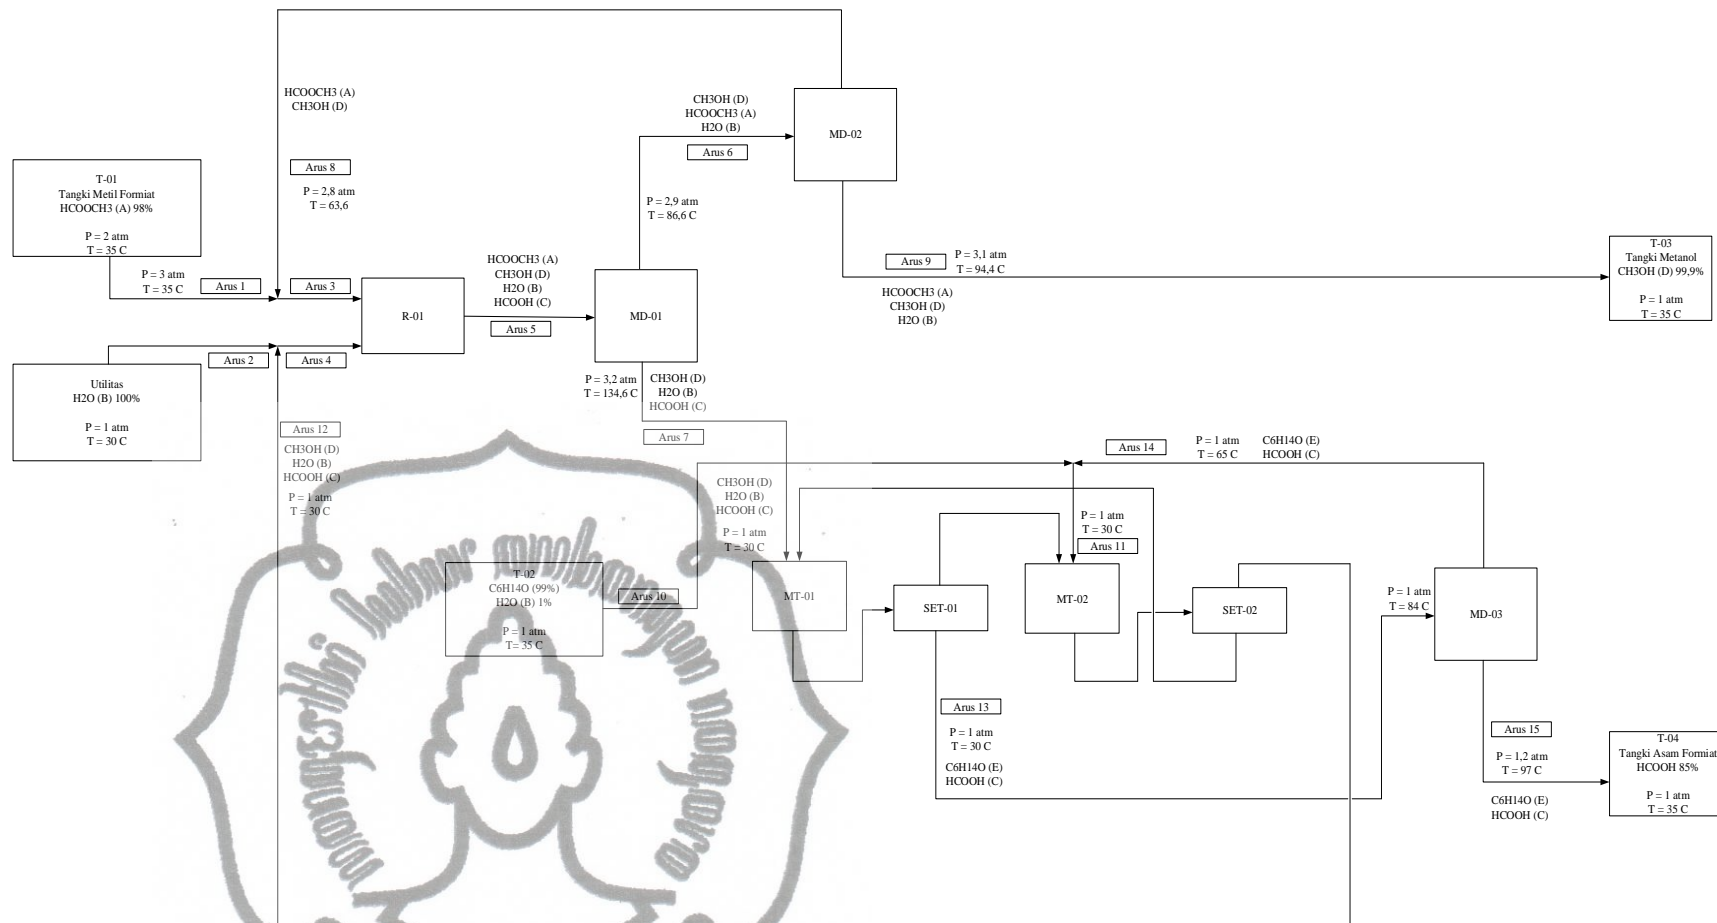 HCOOCH3 (A)
CH3OH (D)
Arus 8
P = 2,8 atm
T = 63,6
T-01
Tangki Metil Formiat
HCOOCH3 (A) 98%
P = 2 atm
T = 35 C
P = 3 atm
T = 35 C
Arus 1
Arus 3
R-01
Arus 2
Arus 4
Utilitas
H2O (B) 100%
P = 1 atm
T = 30 C
HCOOCH3 (A)
CH3OH (D)
H2O (B)
HCOOH (C)
Arus 5
MD-01
CH3OH (D)
HCOOCH3 (A)
H2O (B)
Arus 6
P = 2,9 atm
T = 86,6 C
MD-02
Arus 9
P = 3,1 atm
T = 94,4 C
HCOOCH3 (A)
CH3OH (D)
H2O (B)
T-03
Tangki Metanol
CH3OH (D) 99,9%
P = 1 atm
T = 35 C
P = 3,2 atm
T = 134,6 C
CH3OH (D)
H2O (B)
HCOOH (C)
Arus 7
Arus 12
CH3OH (D)
H2O (B)
HCOOH (C)
P = 1 atm
T = 30 C
CH3OH (D)
H2O (B)
HCOOH (C)
P = 1 atm
T = 30 C
T-02
C6H14O (99%)
H2O (B) 1%
P = 1 atm
T= 35 C
Arus 10
MT-01
SET-01
Arus 14
P = 1 atm
T = 65 C
C6H14O (E)
HCOOH (C)
P = 1 atm
T = 30 C
Arus 11
MT-02
SET-02
P = 1 atm
T = 84 C
MD-03
Arus 13
P = 1 atm
T = 30 C
C6H14O (E)
HCOOH (C)
Arus 15
P = 1,2 atm
T = 97 C
C6H14O (E)
HCOOH (C)
T-04
Tangki Asam Formiat
HCOOH 85%
P = 1 atm
T = 35 C